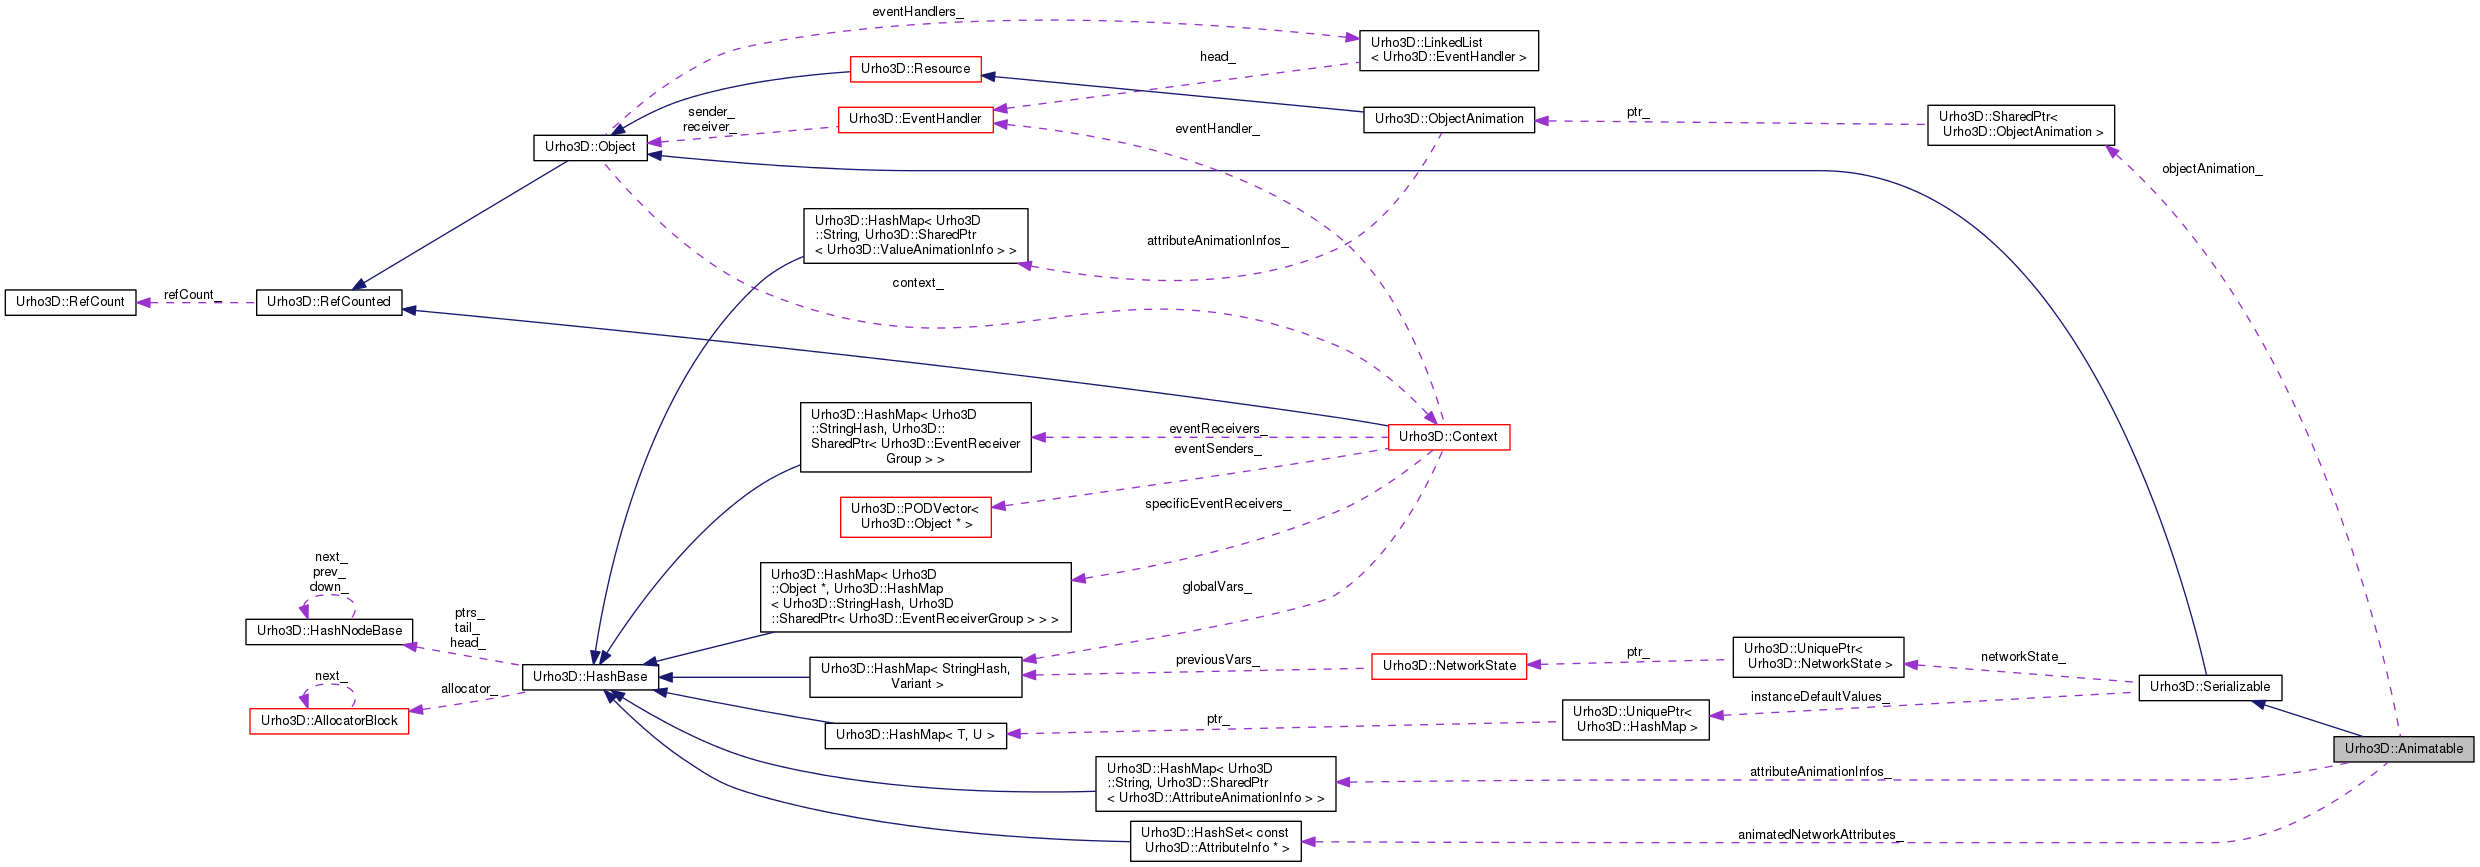 eventHandlers_
Urho3D::LinkedList
< Urho3D::EventHandler >
head_
Urho3D::Resource
sender_
receiver_
Urho3D::EventHandler
eventHandler_
Urho3D::ObjectAnimation
ptr_
Urho3D::SharedPtr<
Urho3D::ObjectAnimation >
Urho3D::Object
objectAnimation_
Urho3D::HashMap< Urho3D
::String, Urho3D::SharedPtr
< Urho3D::ValueAnimationInfo > >
attributeAnimationInfos_
context_
Urho3D::RefCount
refCount_
Urho3D::RefCounted
Urho3D::HashMap< Urho3D
::StringHash, Urho3D::
SharedPtr< Urho3D::EventReceiver
Group > >
eventReceivers_
Urho3D::Context
eventSenders_
Urho3D::PODVector<
Urho3D::Object * >
specificEventReceivers_
next_
prev_
down_
Urho3D::HashNodeBase
ptrs_
tail_
head_
Urho3D::HashMap< Urho3D
::Object *, Urho3D::HashMap
< Urho3D::StringHash, Urho3D
::SharedPtr< Urho3D::EventReceiverGroup > > >
globalVars_
Urho3D::HashBase
Urho3D::HashMap< StringHash,
Variant >
previousVars_
Urho3D::NetworkState
ptr_
Urho3D::UniquePtr<
Urho3D::NetworkState >
networkState_
Urho3D::Serializable
next_
allocator_
Urho3D::AllocatorBlock
Urho3D::HashMap< T, U >
ptr_
Urho3D::UniquePtr<
Urho3D::HashMap >
instanceDefaultValues_
Urho3D::Animatable
Urho3D::HashMap< Urho3D
::String, Urho3D::SharedPtr
< Urho3D::AttributeAnimationInfo > >
attributeAnimationInfos_
Urho3D::HashSet< const
Urho3D::AttributeInfo * >
animatedNetworkAttributes_